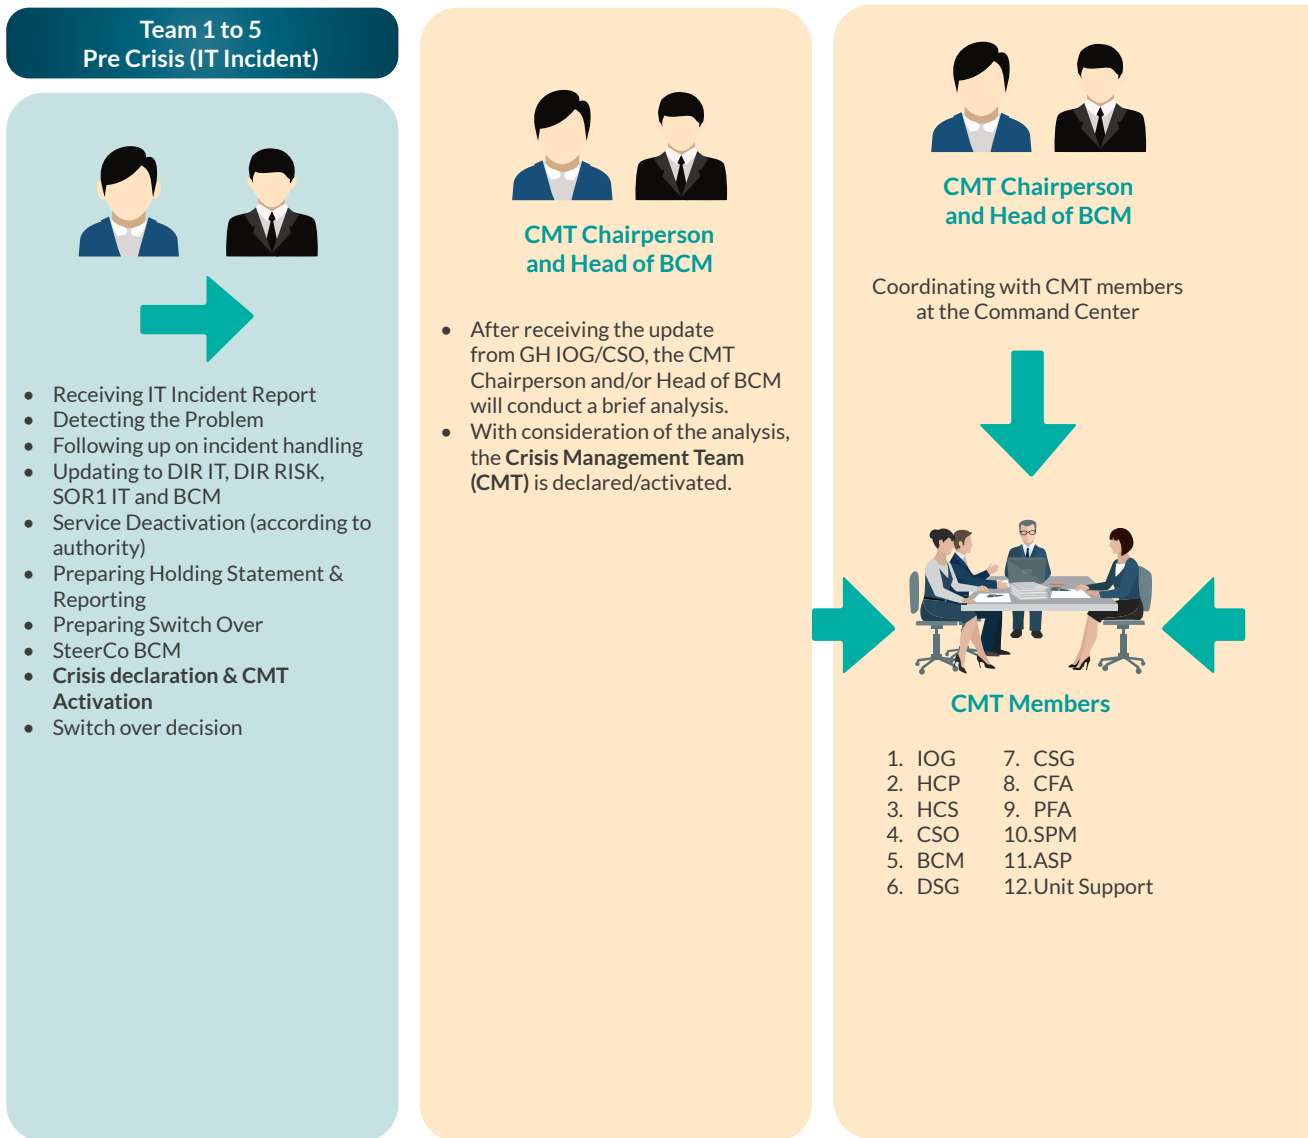 Team 1 to 5
Pre Crisis (IT Incident)
• Receiving IT Incident Report
• Detecting the Problem
• Following up on incident handling
• Updating to DIR IT, DIR RISK,
SOR1 IT and BCM
• Service Deactivation (according to
authority)
• Preparing Holding Statement &
Reporting
• Preparing Switch Over
• SteerCo BCM
• Crisis declaration & CMT
Activation
• Switch over decision
CMT Chairperson
and Head of BCM
• After receiving the update
from GH IOG/CSO, the CMT
Chairperson and/or Head of BCM
will conduct a brief analysis.
• With consideration of the analysis,
the Crisis Management Team
(CMT) is declared/activated.
CMT Chairperson
and Head of BCM
Coordinating with CMT members
at the Command Center
CMT Members
1. IOG
2. HCP
3. HCS
4. CSO
5. BCM
6. DSG
7. CSG
8. CFA
9. PFA
10.SPM
11.ASP
12.Unit Support